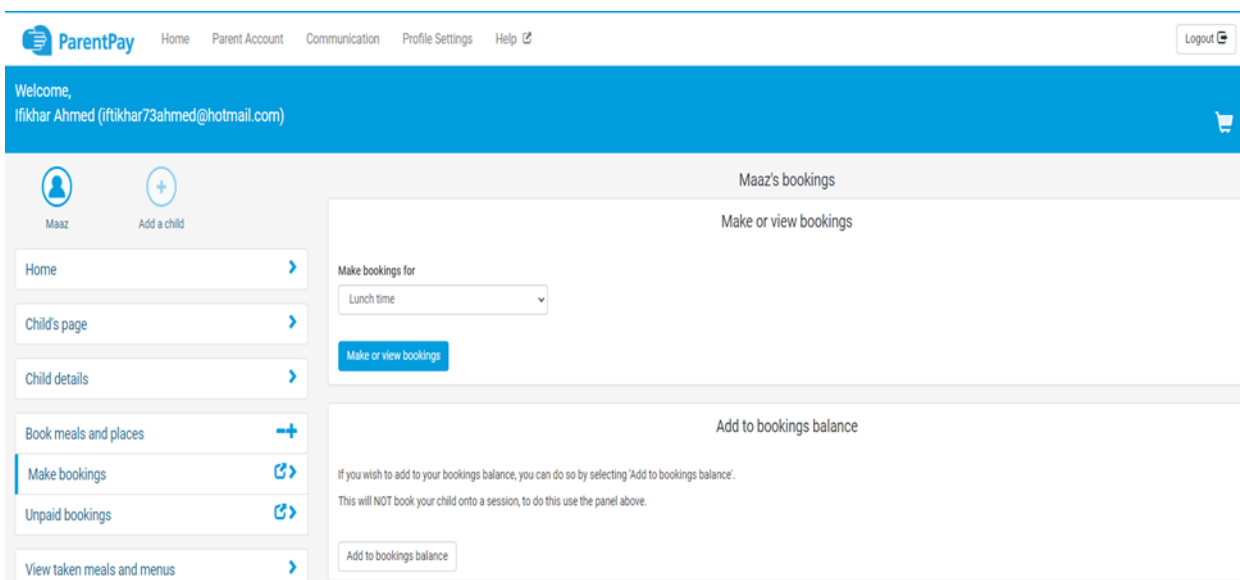 ParentPay Home Parent Account Communication Profile Settings Help Logout
Welcome,
Ifikhar Ahmed (iftikhar73ahmed@hotmail.com)
Maaz Add a child
Home
Child's page
Child details
Book meals and places
Make bookings
Unpaid bookings
View taken meals and menus
Maaz's bookings
Make or view bookings
Make bookings for
Lunch time
Make or view bookings
Add to bookings balance
If you wish to add to your bookings balance, you can do so by selecting 'Add to bookings balance'.
This will NOT book your child onto a session, to do this use the panel above.
Add to bookings balance